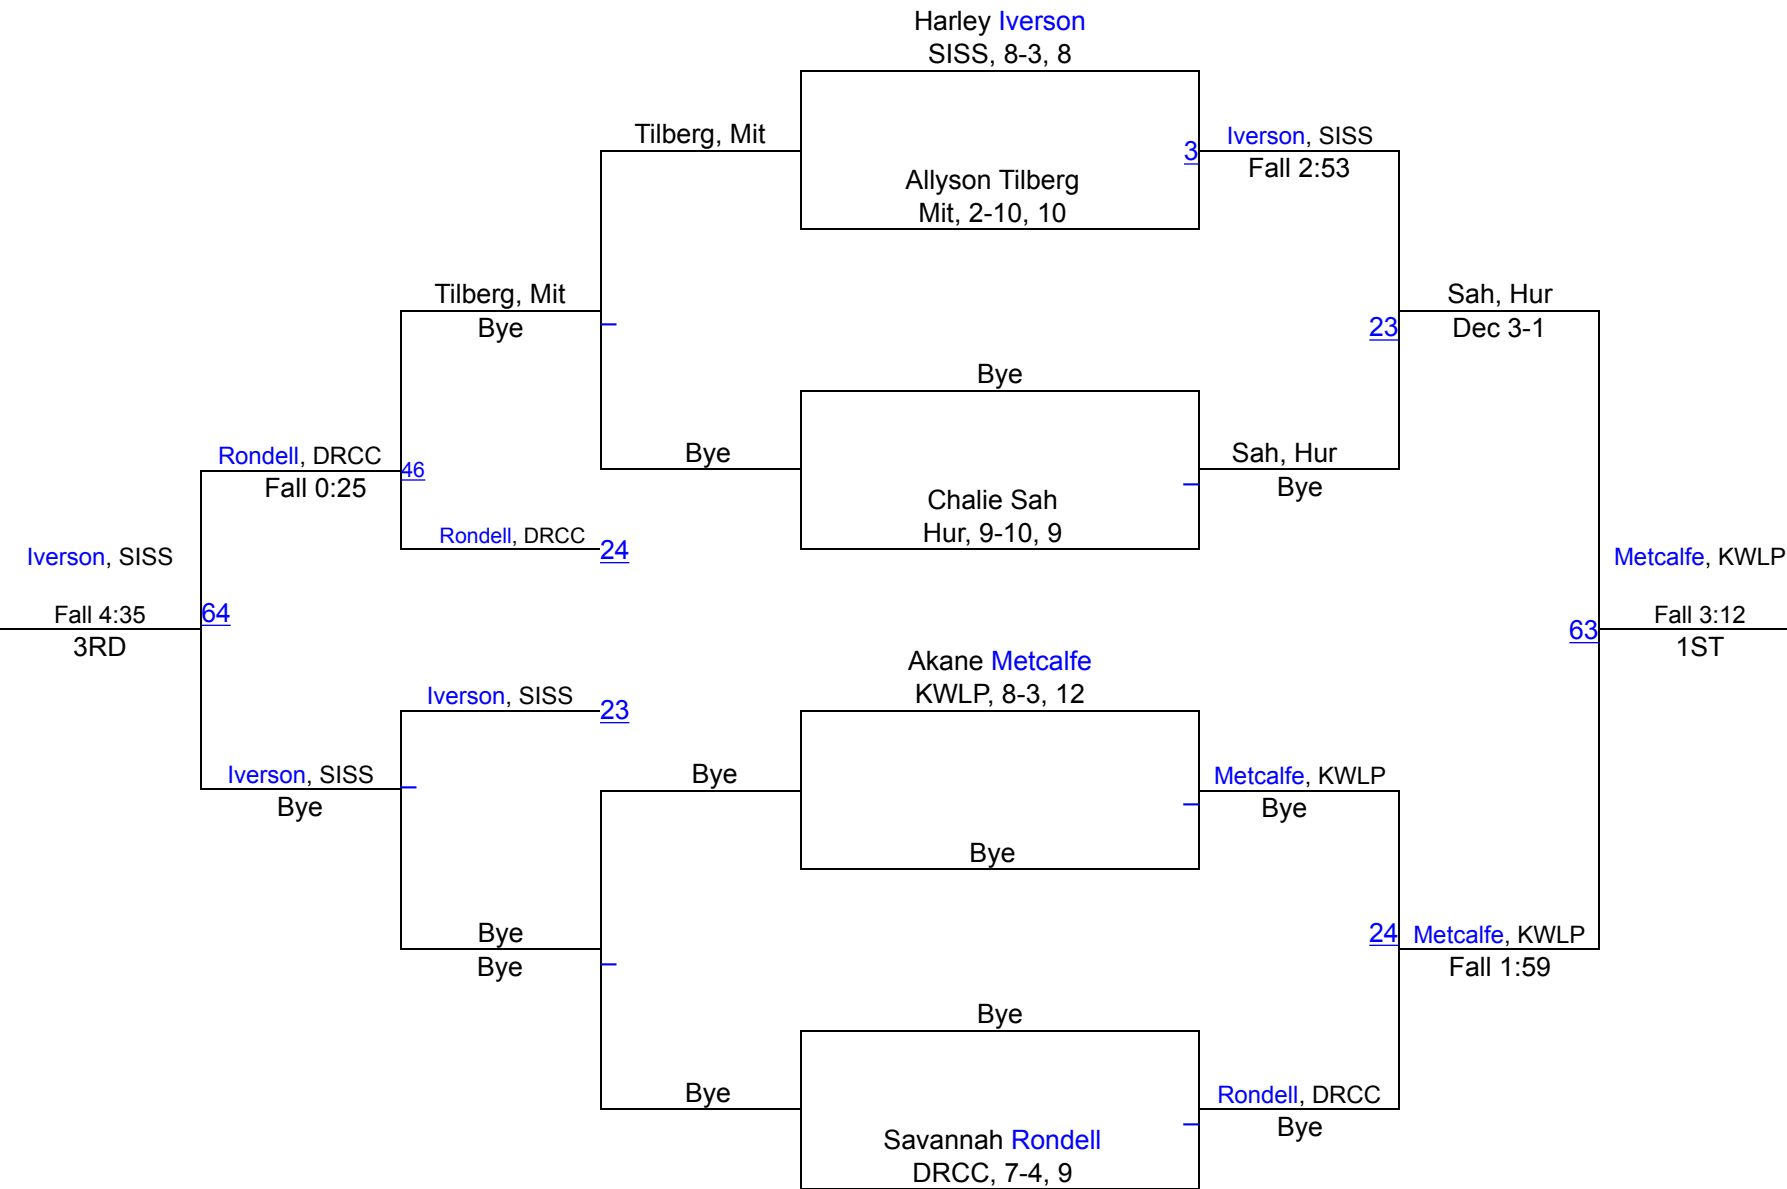 Harley Iverson
SISS, 8-3, 8
Tilberg, Mit
3
Iverson, SISS
Fall 2:53
Allyson Tilberg
Mit, 2-10, 10
Tilberg, Mit
Bye
23
Sah, Hur
Dec 3-1
Bye
Bye
Sah, Hur
Bye
Rondell, DRCC
46
Fall 0:25
Chalie Sah
Hur, 9-10, 9
Rondell, DRCC
24
Iverson, SISS
Metcalfe, KWLP
Fall 4:35
64
3RD
63
Fall 3:12
1ST
Akane Metcalfe
KWLP, 8-3, 12
Iverson, SISS
23
Iverson, SISS
Bye
Bye
Metcalfe, KWLP
Bye
Bye
Bye
Bye
24
Metcalfe, KWLP
Fall 1:59
Bye
Bye
Rondell, DRCC
Bye
Savannah Rondell
DRCC, 7-4, 9